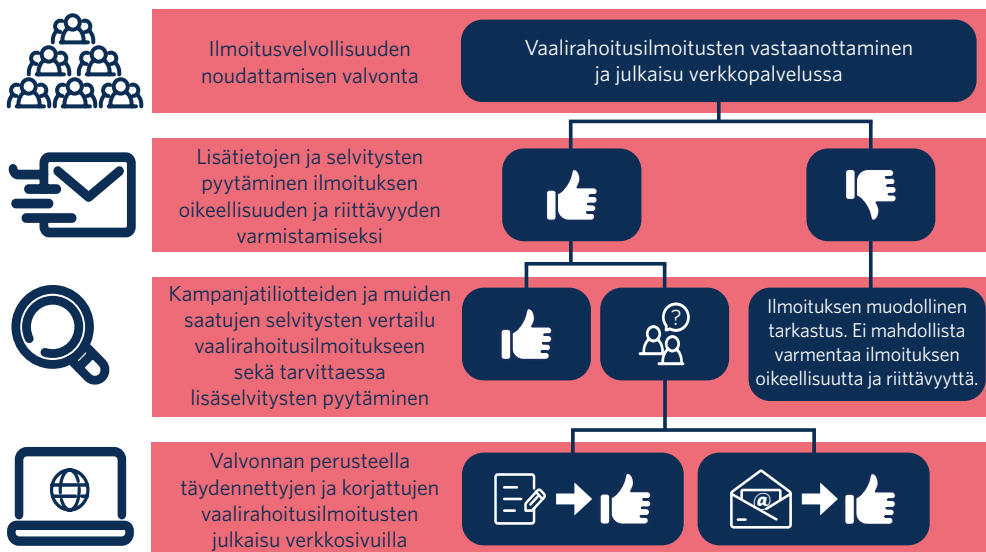 Ilmoitusvelvollisuuden
noudattamisen valvonta
Vaalirahoitusilmoitusten vastaanottaminen
ja julkaisu verkkopalvelussa
Lisätietojen ja selvitysten
pyytäminen ilmoituksen
oikeellisuuden ja riittävyyden
varmistamiseksi
Kampanjatiliotteiden ja muiden
saatujen selvitysten vertailu
vaalirahoitusilmoitukseen
sekä tarvittaessa
lisäselvitysten pyytäminen
?
Ilmoituksen muodollinen
tarkastus. Ei mahdollista
varmentaa ilmoituksen
oikeellisuutta ja riittävyyttä.
Valvonnan perusteella
täydennettyjen ja korjattujen
vaalirahoitusilmoitusten
julkaisu verkkosivuilla
@